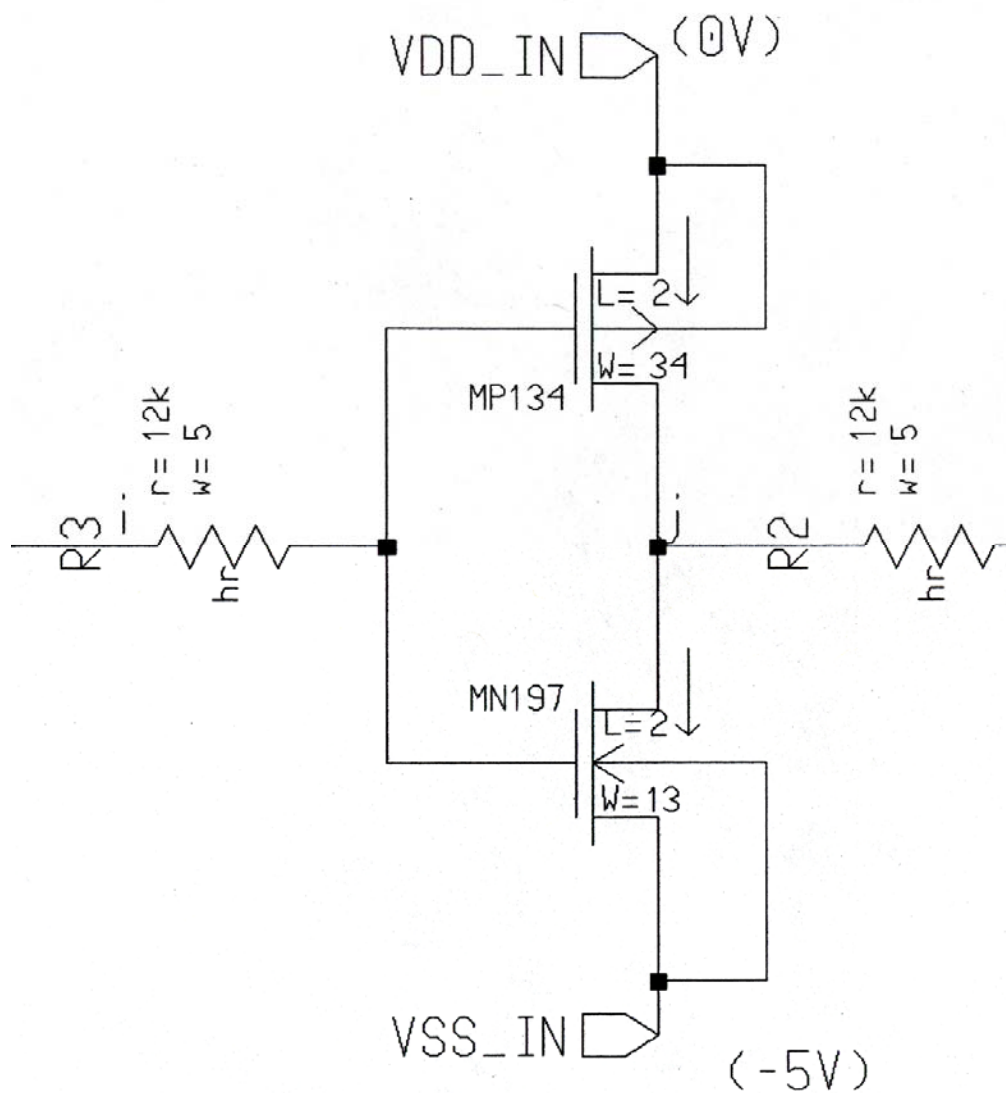 VDD_IN
(0V)
L= 2
W= 34
MP134
r= 12k
w= 5
R3
i
hr
j
r= 12k
w= 5
R2
hr
MN197
L=2
W=13
VSS_IN
(-5V)